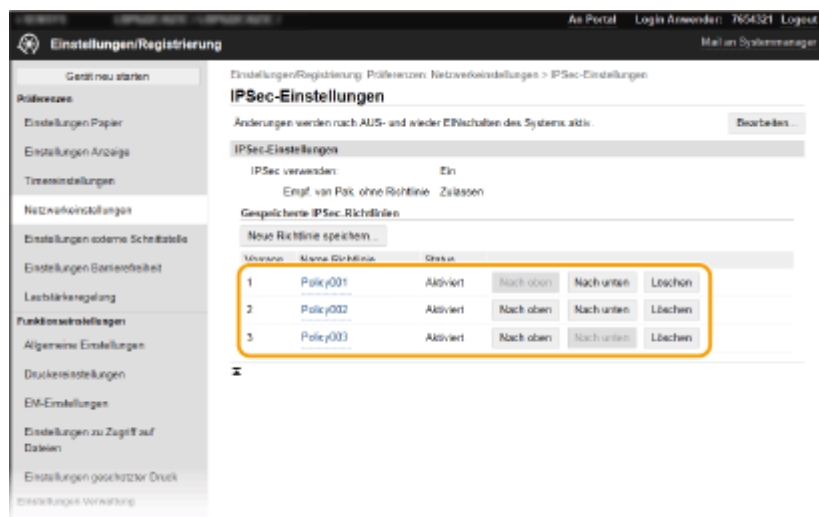 An Portal Login Anwender: 7654321 Logout
Einstellungen/Registrierung
Mail an Systemmanager
Gerät neu starten
Präferenzen
Einstellungen Papier
Einstellungen Anzeige
Timereinstellungen
Netzwerkeinstellungen
Einstellungen externe Schnittstelle
Einstellungen Barrierefreiheit
Lautstärkeregelung
Funktionseinstellungen
Allgemeine Einstellungen
Druckereinstellungen
EM-Einstellungen
Einstellungen zu Zugriff auf
Dateien
Einstellungen geschützter Druck
Einstellungen Verwaltung
Einstellungen/Registrierung: Präferenzen: Netzwerkeinstellungen > IPSec-Einstellungen
IPSec-Einstellungen
Änderungen werden nach AUS- und wieder EINschalten des Systems aktiv.
Bearbeiten...
IPSec-Einstellungen
IPSec verwenden: Ein
Empf. von Pak. ohne Richtlinie Zulassen
Gespeicherte IPSec-Richtlinien
Neue Richtlinie speichern...
Vorrang Name Richtlinie Status
1 Policy001 Aktiviert Nach oben Nach unten Löschen
2 Policy002 Aktiviert Nach oben Nach unten Löschen
3 Policy003 Aktiviert Nach oben Nach unten Löschen